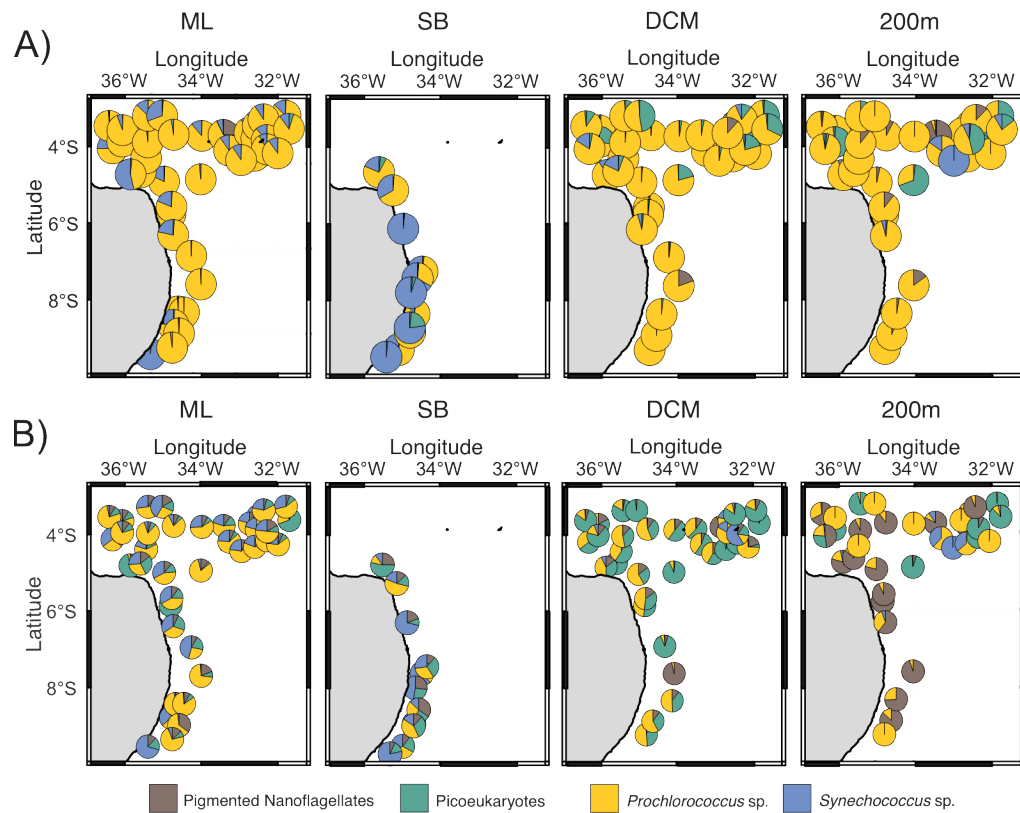 A)
ML SB DCM 200m
Longitude Longitude Longitude Longitude
36°W 34°W 32°W 36°W 34°W 32°W 36°W 34°W 32°W 36°W 34°W 32°W
Latitude
4°S
6°S
8°S
B)
ML SB DCM 200m
Longitude Longitude Longitude Longitude
36°W 34°W 32°W 36°W 34°W 32°W 36°W 34°W 32°W 36°W 34°W 32°W
Latitude
4°S
6°S
8°S
Pigmented Nanoflagellates Picoeukaryotes Prochlorococcus sp. Synechococcus sp.